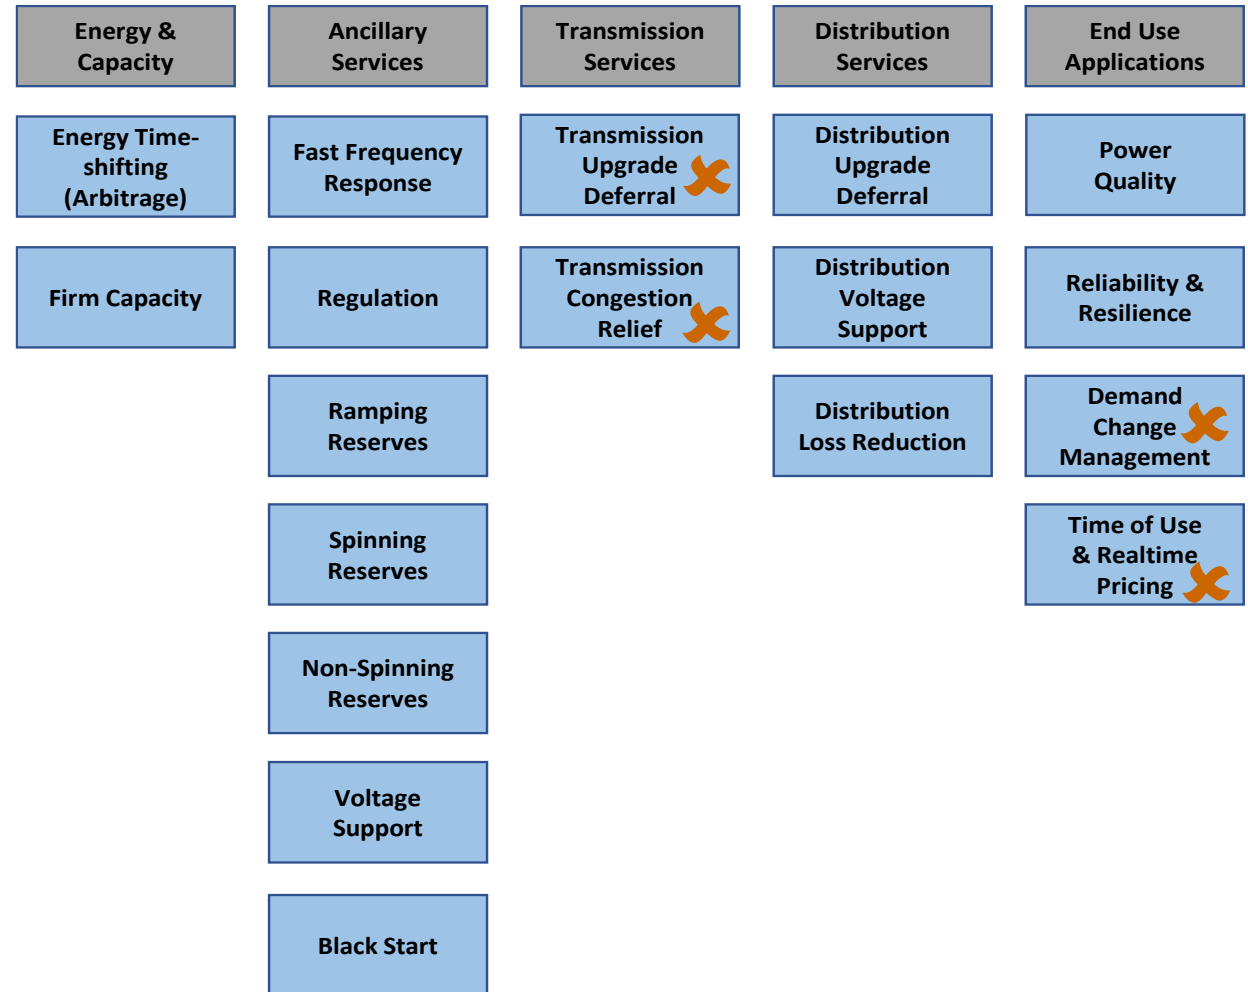 Energy &
Capacity
Ancillary
Services
Transmission
Services
Distribution
Services
End Use
Applications
Energy Time-
shifting
(Arbitrage)
Fast Frequency
Response
Transmission
Upgrade
Deferral
Distribution
Upgrade
Deferral
Power
Quality
Firm Capacity
Regulation
Transmission
Congestion
Relief
Distribution
Voltage
Support
Reliability &
Resilience
Ramping
Reserves
Distribution
Loss Reduction
Demand
Change
Management
Spinning
Reserves
Time of Use
& Realtime
Pricing
Non-Spinning
Reserves
Voltage
Support
Black Start